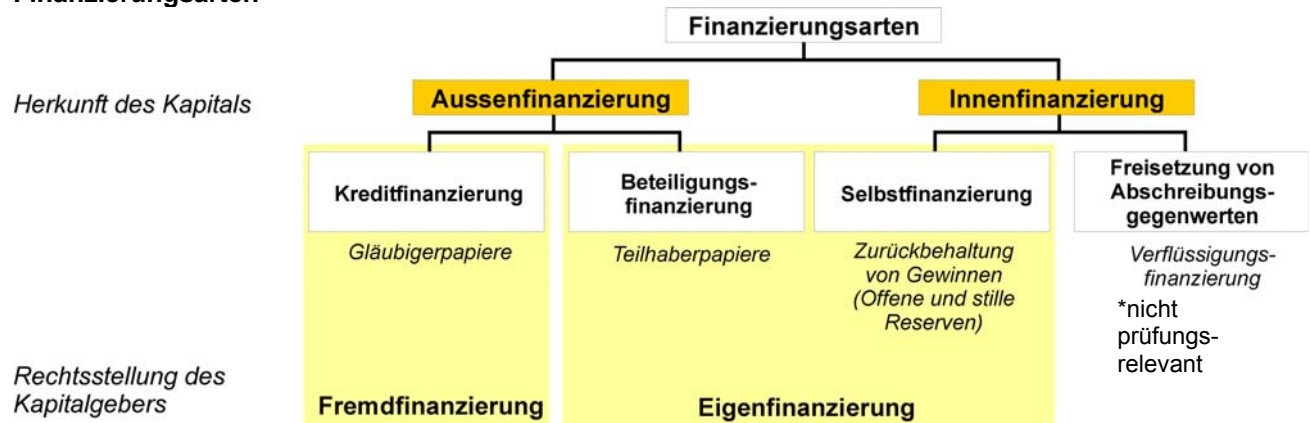 Finanzierungsarten
Finanzierungsarten
Herkunft des Kapitals
Aussenfinanzierung
Innenfinanzierung
Kreditfinanzierung
Beteiligungs-
finanzierung
Selbstfinanzierung
Freisetzung von
Abschreibungs-
gegenwerten
Gläubigerpapiere
Teilhaberpapiere
Zurückbehaltung
von Gewinnen
(Offene und stille
Reserven)
Verflüssigungs-
finanzierung
*nicht
prüfungs-
relevant
Rechtsstellung des
Kapitalgebers
Fremdfinanzierung
Eigenfinanzierung